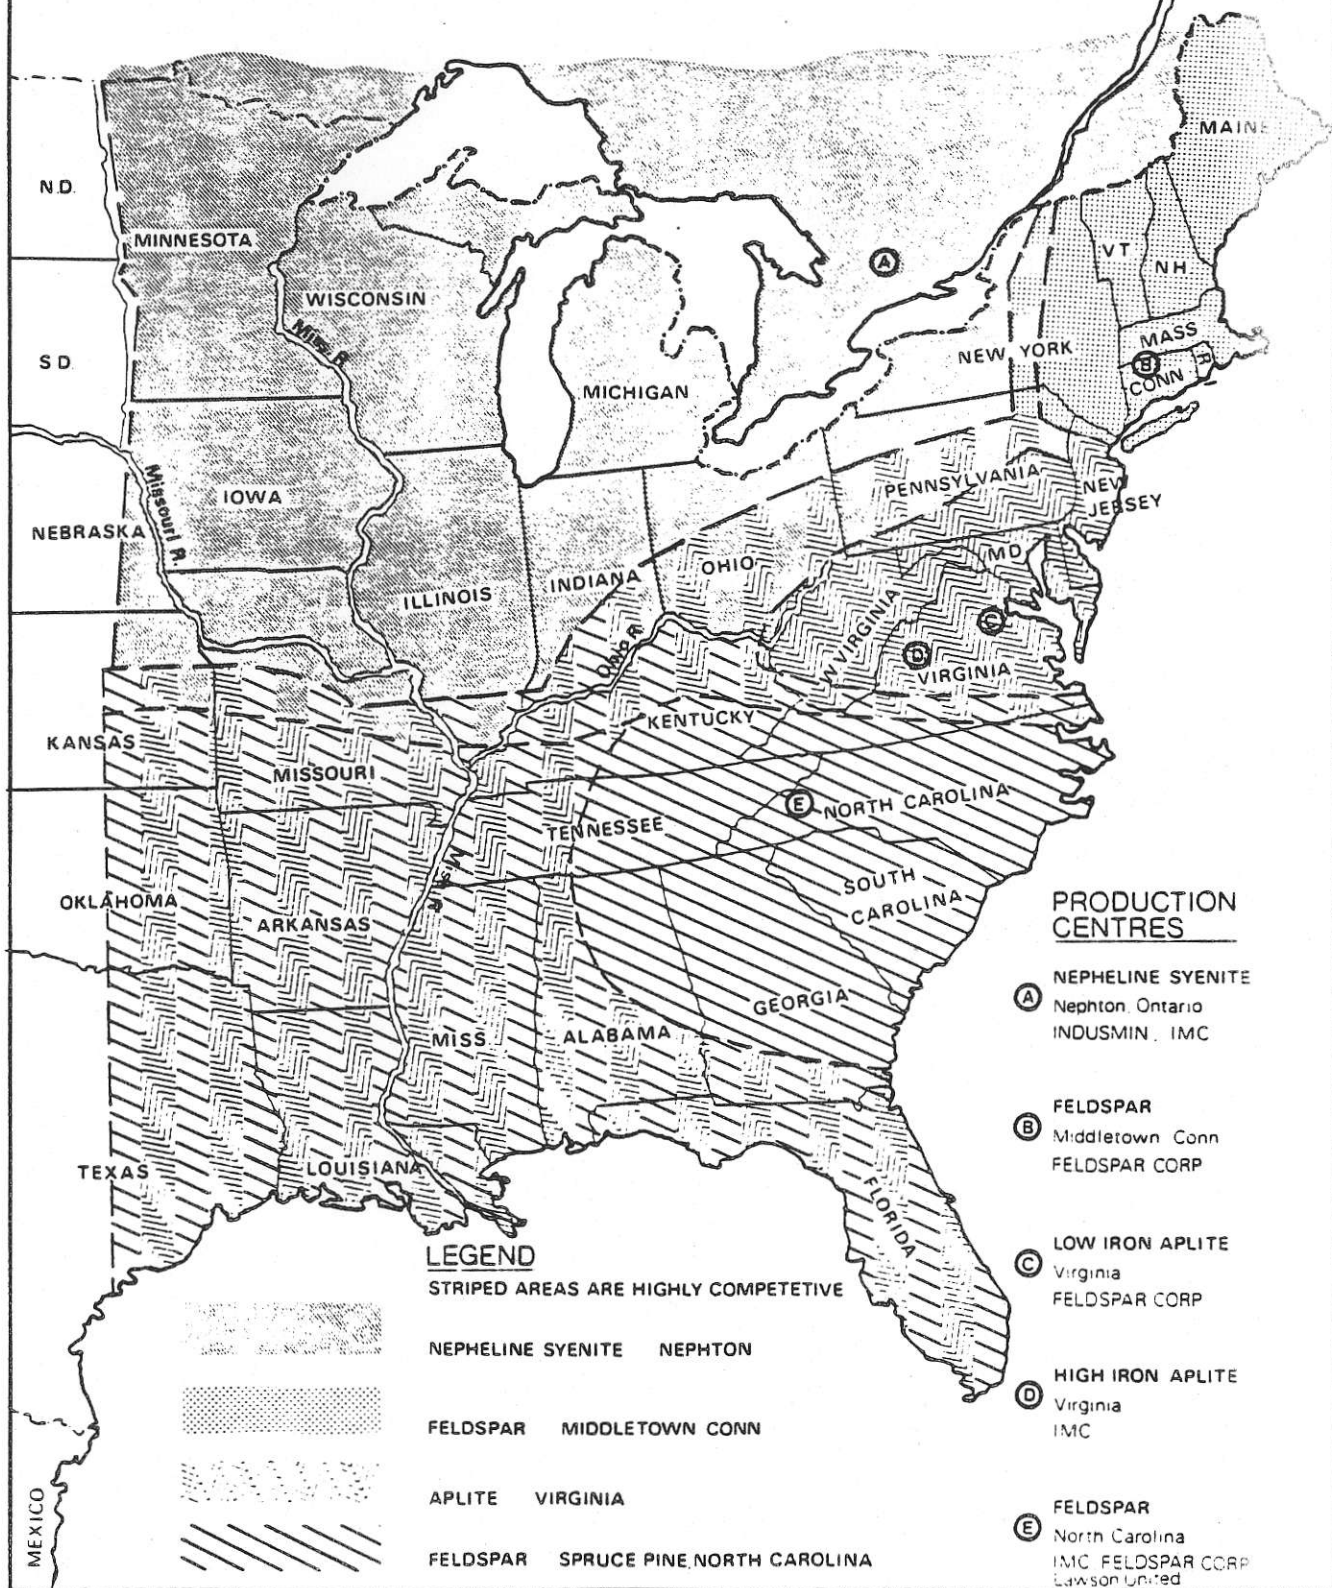 MAINE
N.D.
MINNESOTA
VT
N.H.
A
WISCONSIN
Miss. R.
S.D.
NEW YORK
MASS
B
R.I.
CONN
MICHIGAN
Missouri R.
IOWA
PENNSYLVANIA
NEW
JERSEY
NEBRASKA
MD
OHIO
INDIANA
ILLINOIS
W VIRGINIA
C
Ohio R.
D
VIRGINIA
KENTUCKY
KANSAS
MISSOURI
E
NORTH CAROLINA
TENNESSEE
Miss R.
SOUTH
CAROLINA
OKLAHOMA
ARKANSAS
GEORGIA
MISS
ALABAMA
TEXAS
LOUISIANA
FLORIDA
MEXICO
PRODUCTION
CENTRES
A
NEPHELINE SYENITE
Nephton, Ontario
INDUSMIN, IMC
B
FELDSPAR
Middletown Conn
FELDSPAR CORP
C
LOW IRON APLITE
Virginia
FELDSPAR CORP
D
HIGH IRON APLITE
Virginia
IMC
E
FELDSPAR
North Carolina
IMC FELDSPAR CORP
Lawson United
LEGEND
STRIPED AREAS ARE HIGHLY COMPETETIVE
NEPHELINE SYENITE NEPHTON
FELDSPAR MIDDLETOWN CONN
APLITE VIRGINIA
FELDSPAR SPRUCE PINE, NORTH CAROLINA